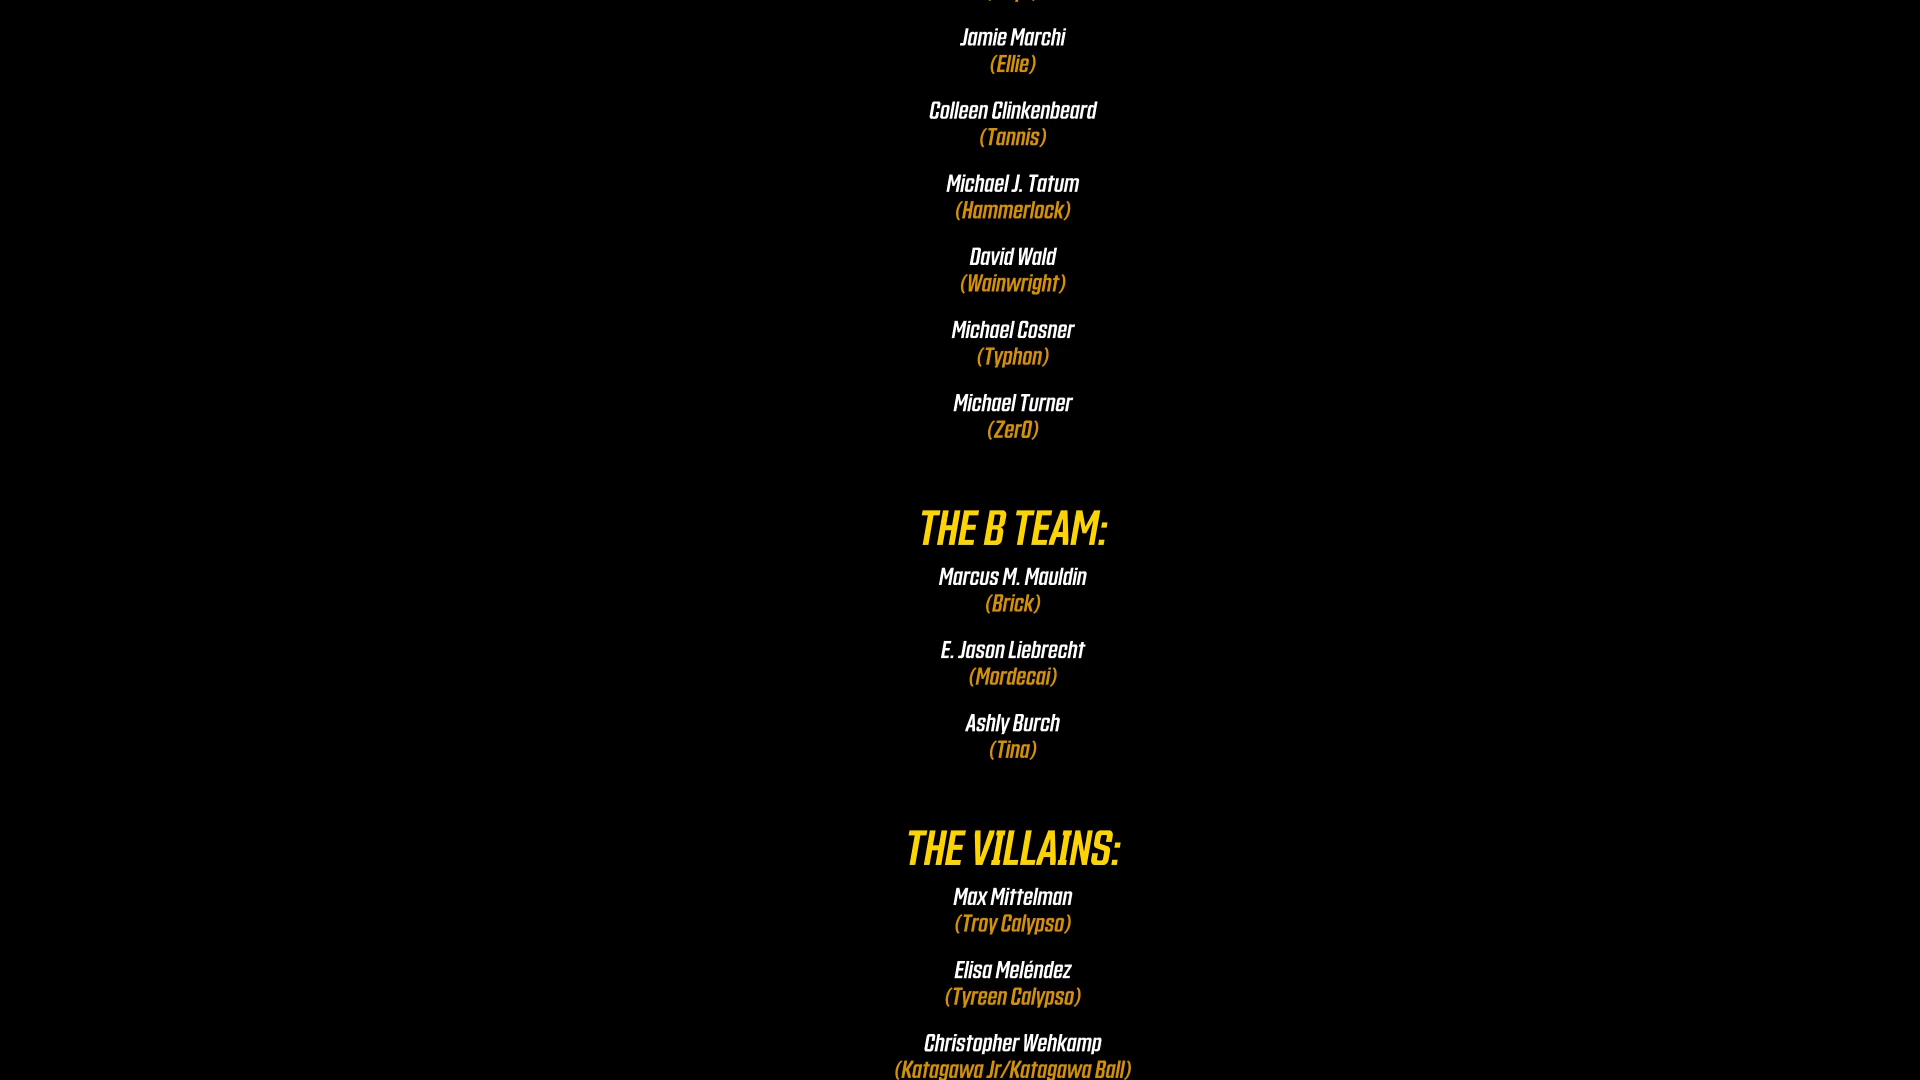 Jamie Marchi
(Ellie)
Colleen Clinkenbeard
(Tannis)
Michael J. Tatum
(Hammerlock)
David Wald
(Wainwright)
Michael Cosner
(Typhon)
Michael Turner
(Zer0)
THE B TEAM:
Marcus M. Mauldin
(Brick)
E. Jason Liebrecht
(Mordecai)
Ashly Burch
(Tina)
THE VILLAINS:
Max Mittelman
(Troy Calypso)
Elisa Meléndez
(Tyreen Calypso)
Christopher Wehkamp
(Katagawa Jr/Katagawa Ball)